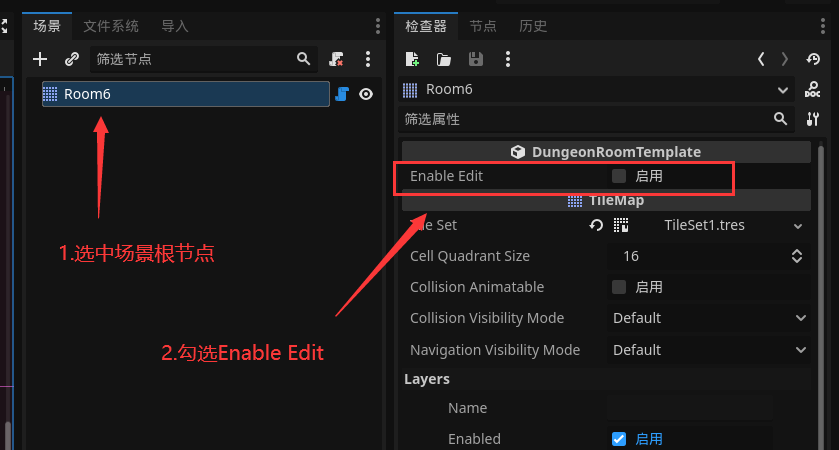 场景 文件系统 导入
筛选节点
Room6
1.选中场景根节点
2.勾选Enable Edit
检查器 节点 历史
Room6
DOC
筛选属性
DungeonRoomTemplate
Enable Edit 启用
TileMap
le Set TileSet1.tres
Cell Quadrant Size 16
Collision Animatable 启用
Collision Visibility Mode Default
Navigation Visibility Mode Default
Layers
Name
Enabled 启用